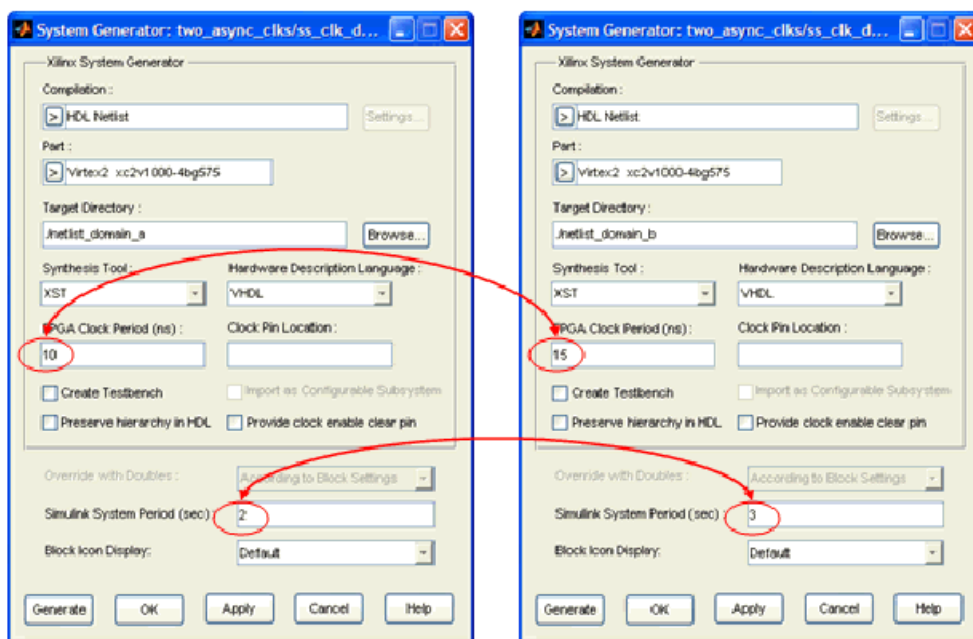 System Generator: two_async_clks/ss_clk_d...
Xilinx System Generator
Compilation :
> HDL Netlist
Settings...
Part :
> Virtex2 xc2v1000-4bg575
Target Directory :
./netlist_domain_a
Browse...
Synthesis Tool :
Hardware Description Language :
XST
VHDL
FPGA Clock Period (ns) :
Clock Pin Location :
10
Create Testbench
Import as Configurable Subsystem
Preserve hierarchy in HDL
Provide clock enable clear pin
Override with Doubles :
According to Block Settings
Simulink System Period (sec) :
2
Block Icon Display:
Default
Generate
OK
Apply
Cancel
Help
System Generator: two_async_clks/ss_clk_d...
Xilinx System Generator
Compilation :
> HDL Netlist
Settings...
Part :
> Virtex2 xc2v1000-4bg575
Target Directory :
./netlist_domain_b
Browse...
Synthesis Tool :
Hardware Description Language :
XST
VHDL
FPGA Clock Period (ns) :
Clock Pin Location :
15
Create Testbench
Import as Configurable Subsystem
Preserve hierarchy in HDL
Provide clock enable clear pin
Override with Doubles :
According to Block Settings
Simulink System Period (sec) :
3
Block Icon Display:
Default
Generate
OK
Apply
Cancel
Help